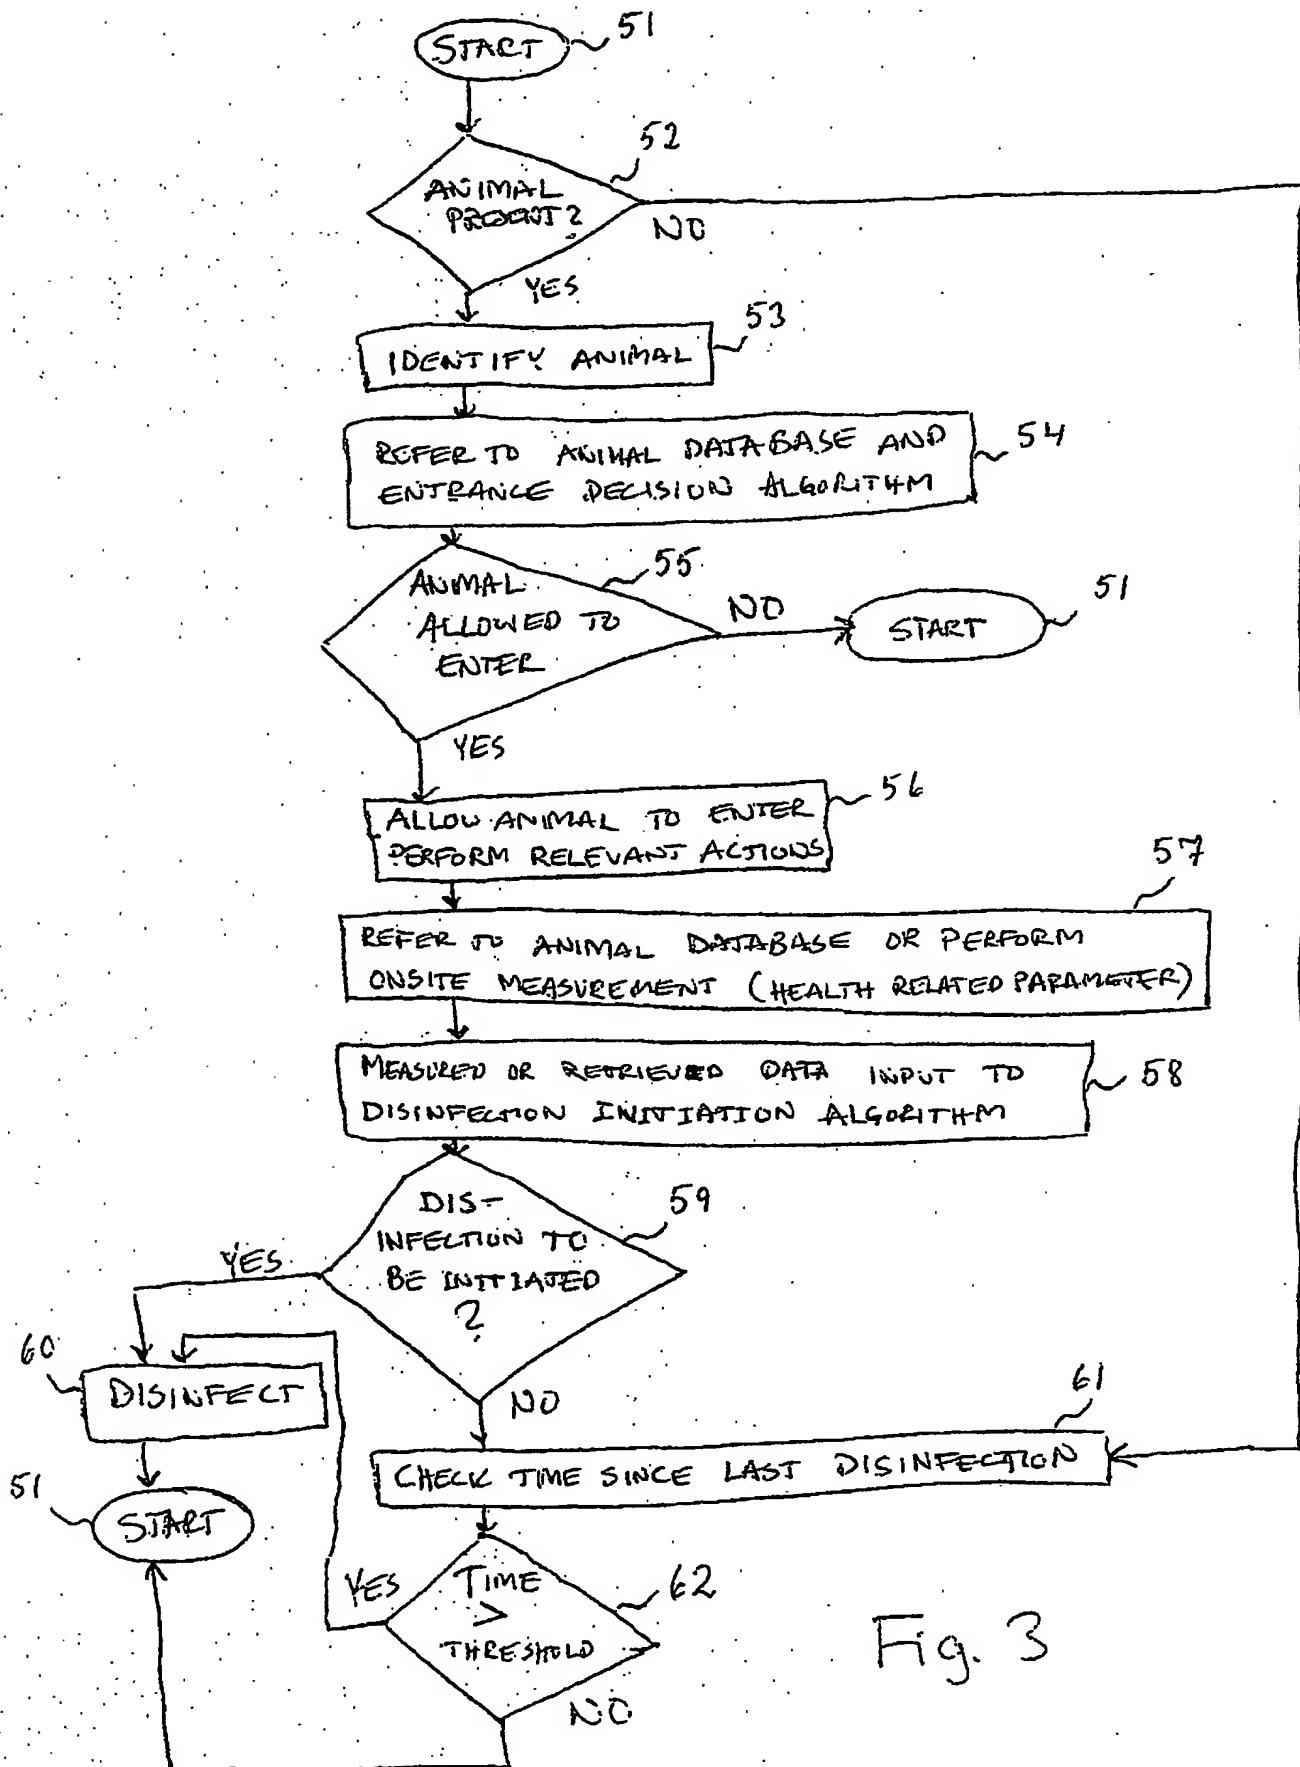 START
51
52
ANIMAL
PRESENT?
NO
YES
53
IDENTIFY ANIMAL
54
REFER TO ANIMAL DATABASE AND
ENTRANCE DECISION ALGORITHM
55
ANIMAL
ALLOWED TO
ENTER
NO
START
51
YES
56
ALLOW ANIMAL TO ENTER
PERFORM RELEVANT ACTIONS
57
REFER TO ANIMAL DATABASE OR PERFORM
ONSITE MEASUREMENT (HEALTH RELATED PARAMETER)
MEASURED OR RETRIEVED DATA INPUT TO
DISINFECTION INITIATION ALGORITHM
58
DIS-
INFECTION TO
BE INITIATED
?
59
YES
60
DISINFECT
NO
61
CHECK TIME SINCE LAST DISINFECTION
51
START
YES
TIME
>
THRESHOLD
62
NO
Fig. 3